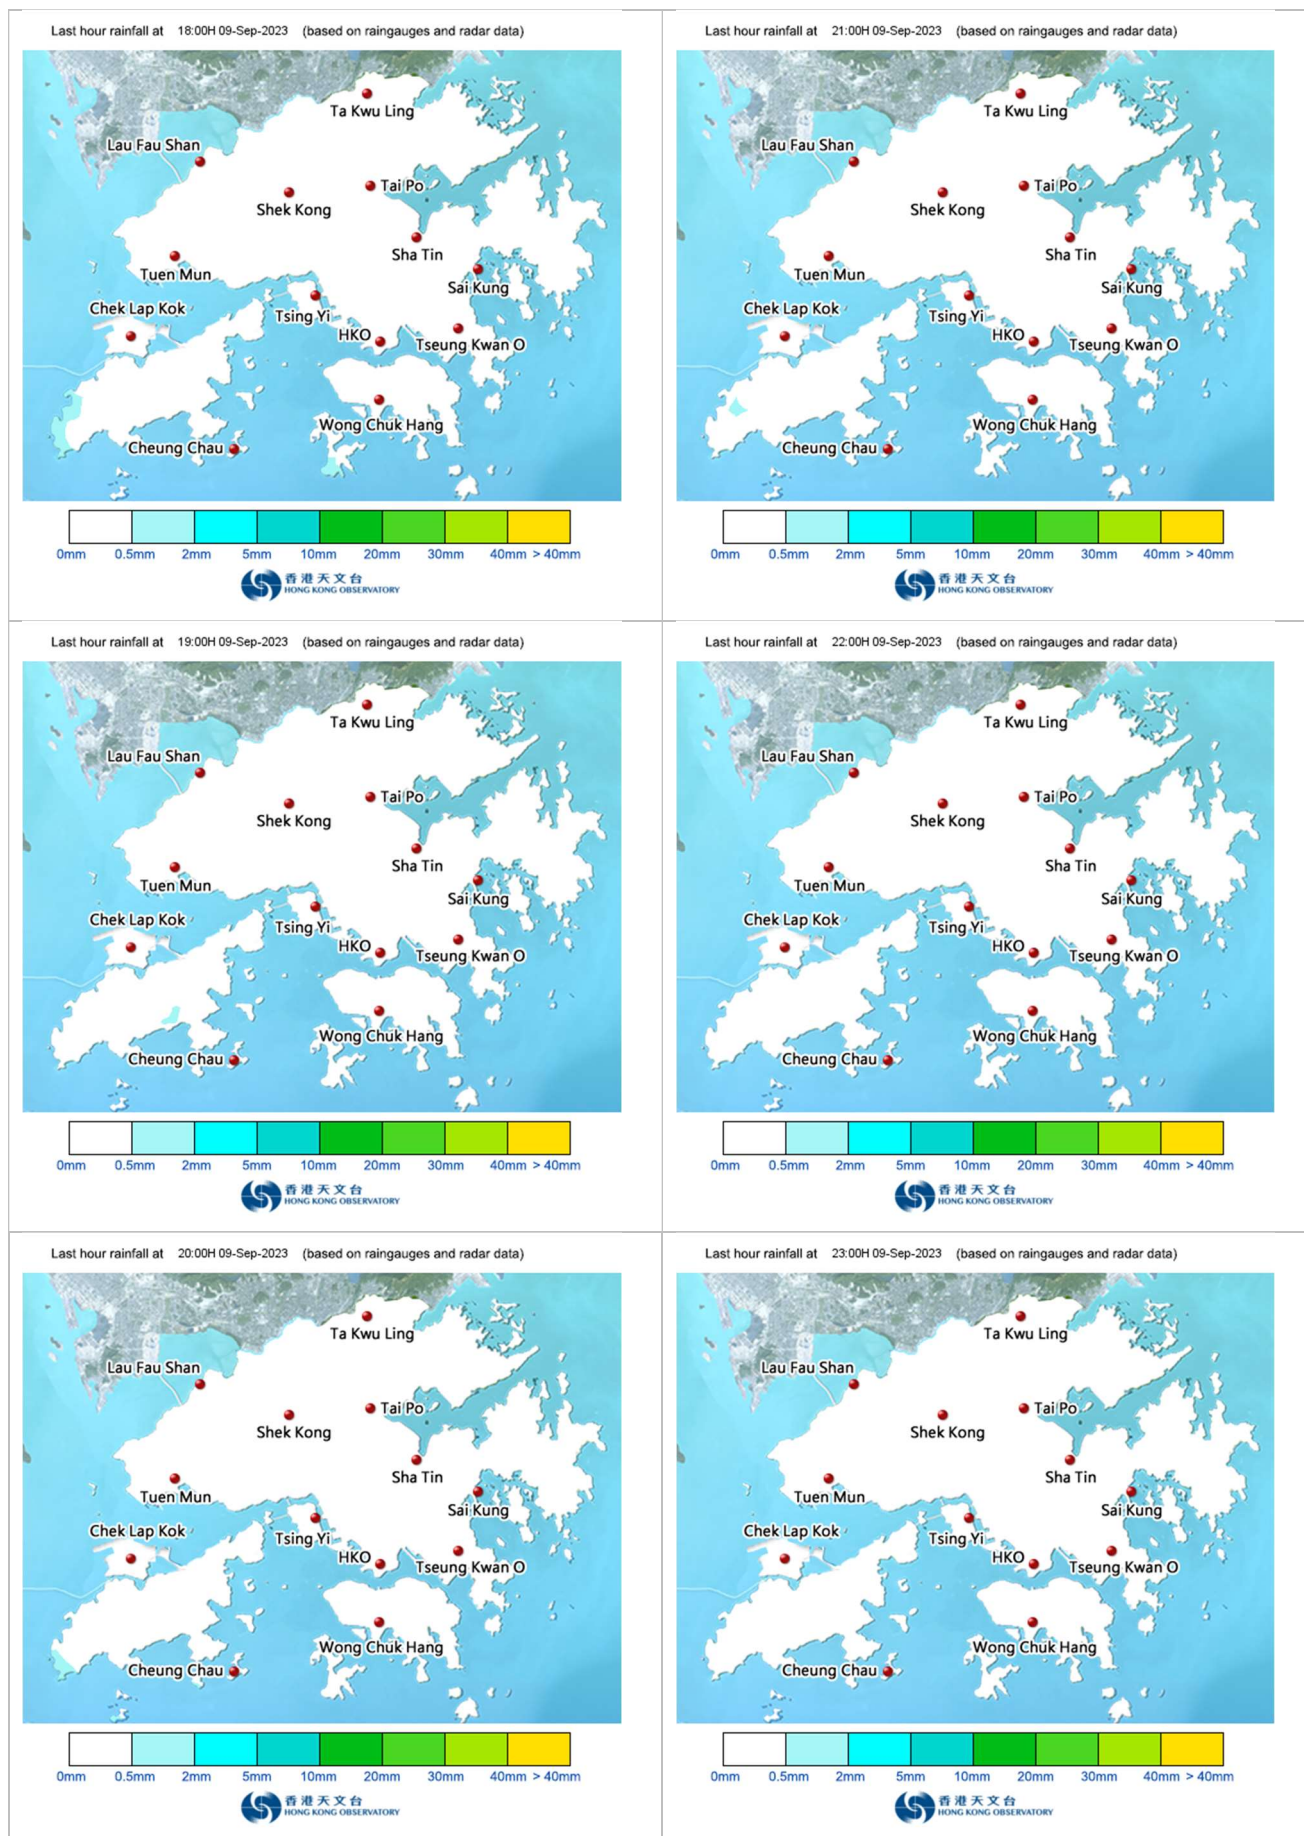 Last hour rainfall at 18:00H 09-Sep-2023 (based on raingauges and radar data)
Ta Kwu Ling
Lau Fau Shan
Tai Po
Shek Kong
Sha Tin
Tuen Mun
Sai Kung
Chek Lap Kok
Tsing Yi
HKO
Tseung Kwan O
Wong Chuk Hang
Cheung Chau
0mm 0.5mm 2mm 5mm 10mm 20mm 30mm 40mm > 40mm
香港天文台
HONG KONG OBSERVATORY
Last hour rainfall at 21:00H 09-Sep-2023 (based on raingauges and radar data)
Ta Kwu Ling
Lau Fau Shan
Tai Po
Shek Kong
Sha Tin
Tuen Mun
Sai Kung
Chek Lap Kok
Tsing Yi
HKO
Tseung Kwan O
Wong Chuk Hang
Cheung Chau
0mm 0.5mm 2mm 5mm 10mm 20mm 30mm 40mm > 40mm
香港天文台
HONG KONG OBSERVATORY
Last hour rainfall at 19:00H 09-Sep-2023 (based on raingauges and radar data)
Ta Kwu Ling
Lau Fau Shan
Tai Po
Shek Kong
Sha Tin
Tuen Mun
Sai Kung
Chek Lap Kok
Tsing Yi
HKO
Tseung Kwan O
Wong Chuk Hang
Cheung Chau
0mm 0.5mm 2mm 5mm 10mm 20mm 30mm 40mm > 40mm
香港天文台
HONG KONG OBSERVATORY
Last hour rainfall at 22:00H 09-Sep-2023 (based on raingauges and radar data)
Ta Kwu Ling
Lau Fau Shan
Tai Po
Shek Kong
Sha Tin
Tuen Mun
Sai Kung
Chek Lap Kok
Tsing Yi
HKO
Tseung Kwan O
Wong Chuk Hang
Cheung Chau
0mm 0.5mm 2mm 5mm 10mm 20mm 30mm 40mm > 40mm
香港天文台
HONG KONG OBSERVATORY
Last hour rainfall at 20:00H 09-Sep-2023 (based on raingauges and radar data)
Ta Kwu Ling
Lau Fau Shan
Tai Po
Shek Kong
Sha Tin
Tuen Mun
Sai Kung
Chek Lap Kok
Tsing Yi
HKO
Tseung Kwan O
Wong Chuk Hang
Cheung Chau
0mm 0.5mm 2mm 5mm 10mm 20mm 30mm 40mm > 40mm
香港天文台
HONG KONG OBSERVATORY
Last hour rainfall at 23:00H 09-Sep-2023 (based on raingauges and radar data)
Ta Kwu Ling
Lau Fau Shan
Tai Po
Shek Kong
Sha Tin
Tuen Mun
Sai Kung
Chek Lap Kok
Tsing Yi
HKO
Tseung Kwan O
Wong Chuk Hang
Cheung Chau
0mm 0.5mm 2mm 5mm 10mm 20mm 30mm 40mm > 40mm
香港天文台
HONG KONG OBSERVATORY